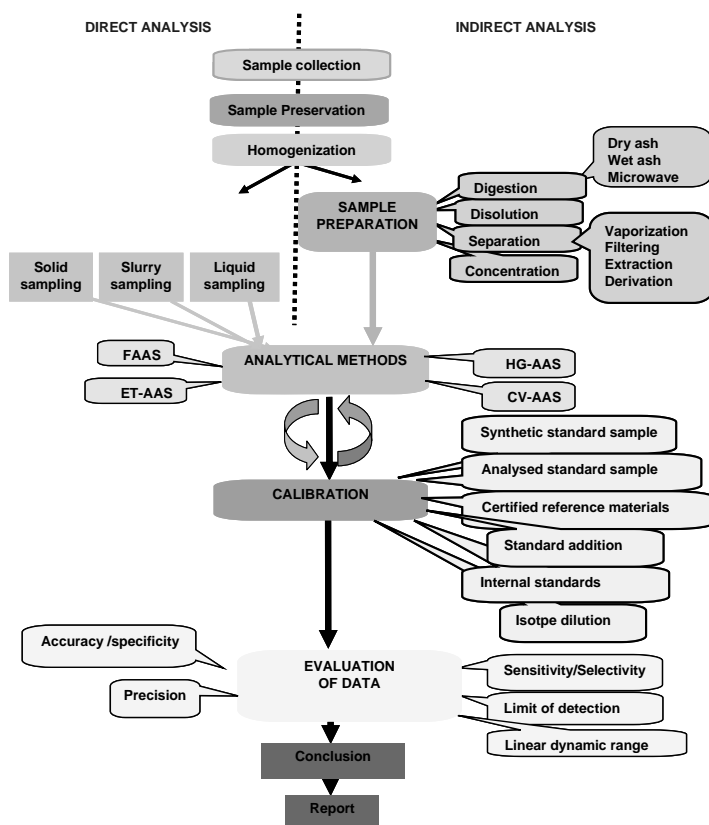 DIRECT ANALYSIS
INDIRECT ANALYSIS
Sample collection
Sample Preservation
Homogenization
Dry ash
Wet ash
Microwave
SAMPLE
PREPARATION
Digestion
Disolution
Separation
Concentration
Vaporization
Filtering
Extraction
Derivation
Solid
sampling
Slurry
sampling
Liquid
sampling
FAAS
ET-AAS
ANALYTICAL METHODS
HG-AAS
CV-AAS
Synthetic standard sample
Analysed standard sample
CALIBRATION
Certified reference materials
Standard addition
Internal standards
Isotpe dilution
Accuracy /specificity
Precision
EVALUATION
OF DATA
Sensitivity/Selectivity
Limit of detection
Linear dynamic range
Conclusion
Report